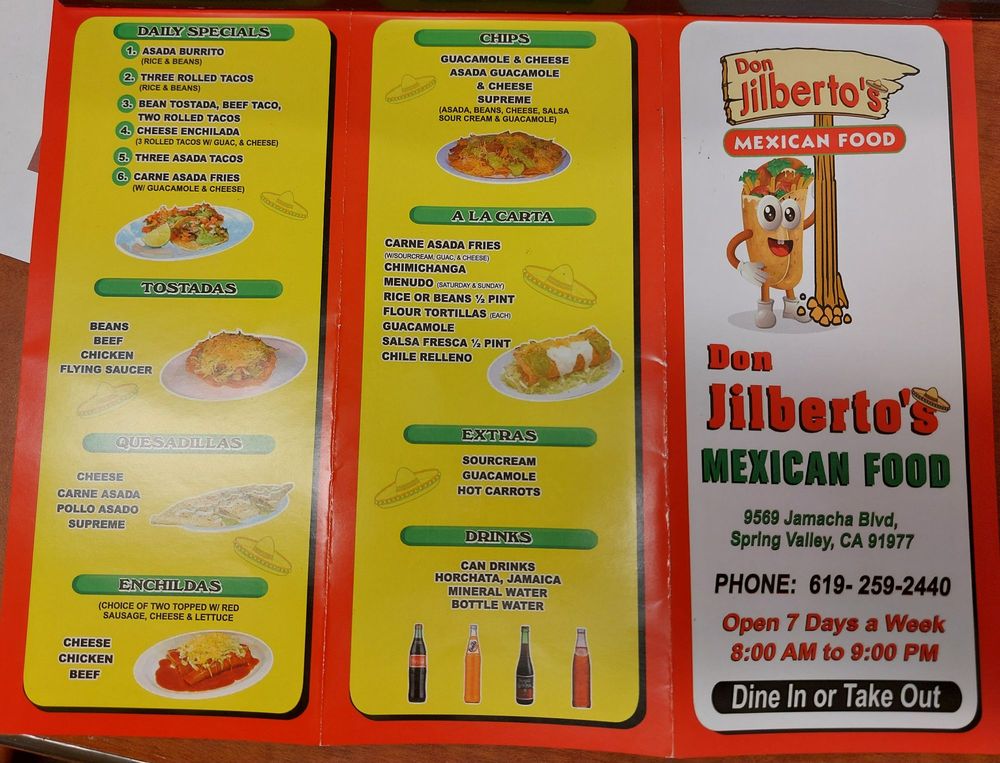 DAILY SPECIALS
1. ASADA BURRITO
(RICE & BEANS)
2. THREE ROLLED TACOS
(RICE & BEANS)
3. BEAN TOSTADA, BEEF TACO,
TWO ROLLED TACOS
4. CHEESE ENCHILADA
(3 ROLLED TACOS W/ GUAC, & CHEESE)
5. THREE ASADA TACOS
6. CARNE ASADA FRIES
(W/ GUACAMOLE & CHEESE)
TOSTADAS
BEANS
BEEF
CHICKEN
FLYING SAUCER
QUESADILLAS
CHEESE
CARNE ASADA
POLLO ASADO
SUPREME
ENCHILDAS
(CHOICE OF TWO TOPPED W/ RED
SAUSAGE, CHEESE & LETTUCE
CHEESE
CHICKEN
BEEF
CHIPS
GUACAMOLE & CHEESE
ASADA GUACAMOLE
& CHEESE
SUPREME
(ASADA, BEANS, CHEESE, SALSA
SOUR CREAM & GUACAMOLE)
A LA CARTA
CARNE ASADA FRIES
(W/SOURCREAM, GUAC, & CHEESE)
CHIMICHANGA
MENUDO (SATURDAY & SUNDAY)
RICE OR BEANS ½ PINT
FLOUR TORTILLAS (EACH)
GUACAMOLE
SALSA FRESCA ½ PINT
CHILE RELLENO
EXTRAS
SOURCREAM
GUACAMOLE
HOT CARROTS
DRINKS
CAN DRINKS
HORCHATA, JAMAICA
MINERAL WATER
BOTTLE WATER
Don
Jilberto's
MEXICAN FOOD
Don
Jilberto's
MEXICAN FOOD
9569 Jamacha Blvd,
Spring Valley, CA 91977
PHONE: 619- 259-2440
Open 7 Days a Week
8:00 AM to 9:00 PM
Dine In or Take Out